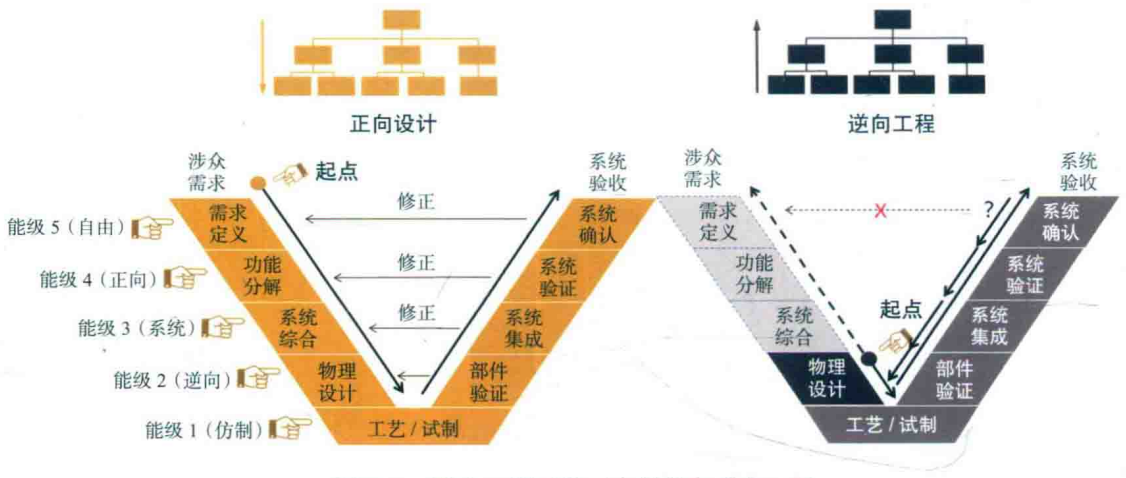 正向设计
逆向工程
涉众
需求
起点
系统
验收
涉众
需求
系统
验收
修正
X
?
能级 5（自由）
需求
定义
系统
确认
需求
定义
系统
确认
能级 4（正向）
功能
分解
修正
系统
验证
功能
分解
系统
验证
能级 3（系统）
系统
综合
修正
系统
集成
系统
综合
起点
系统
集成
能级 2（逆向）
物理
设计
部件
验证
物理
设计
部件
验证
能级 1（仿制）
工艺 / 试制
工艺 / 试制